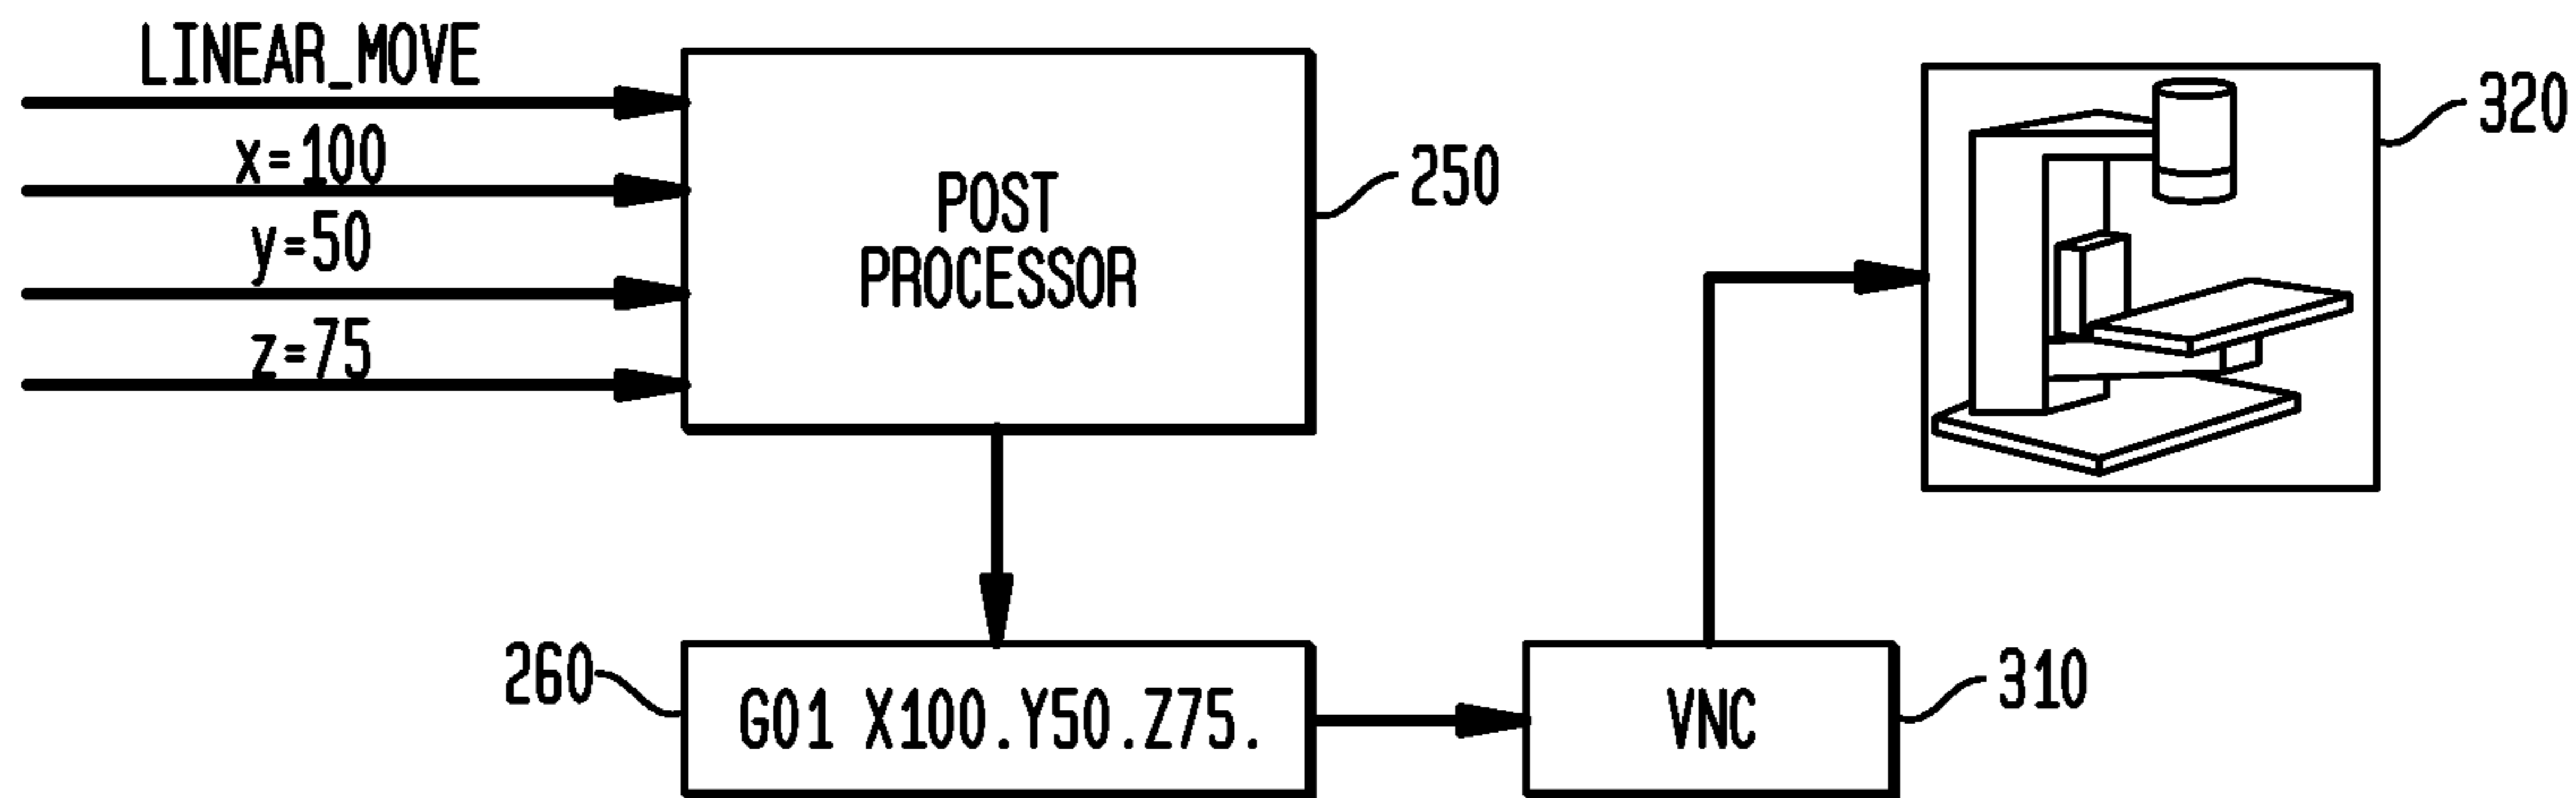 LINEAR_MOVE
x=100
y=50
z=75
POST
PROCESSOR
250
320
260
G01 X100.Y50.Z75.
VNC
310